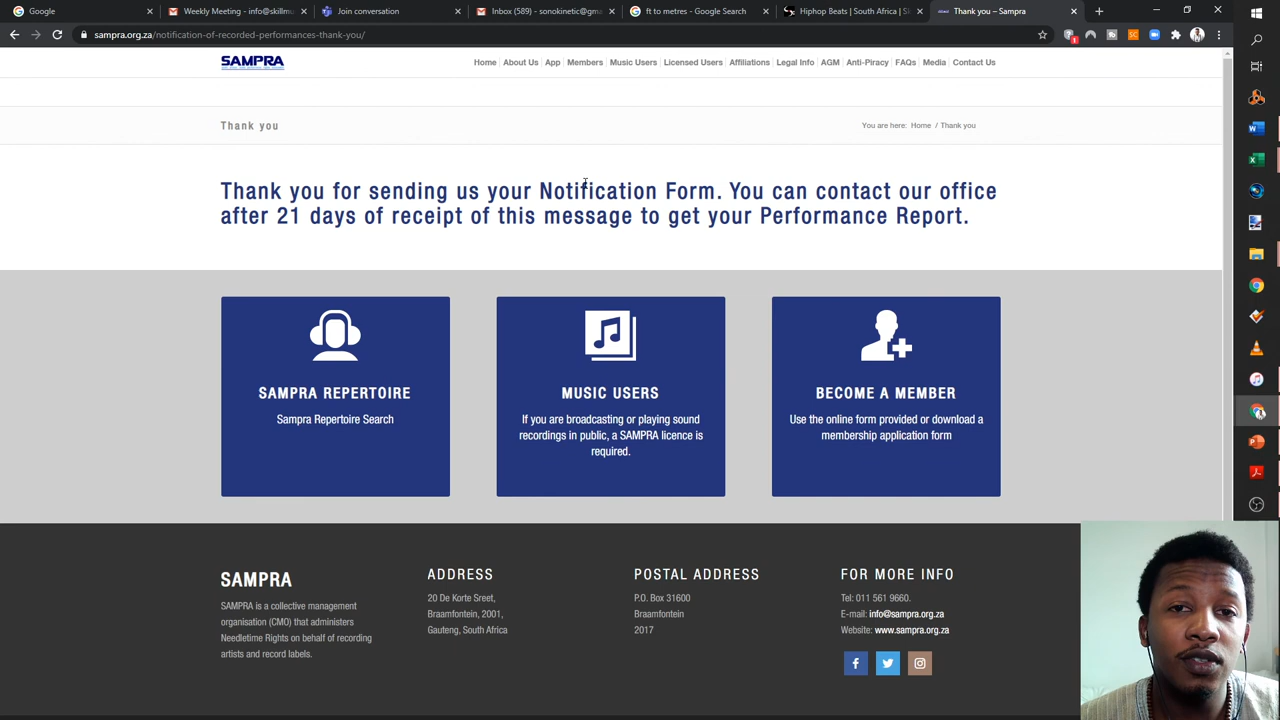 Google
Weekly Meeting - info@skillmu
Join conversation
Inbox (589) - sonokinetic@gma
Google
ft to metres - Google Search
Hiphop Beats | S
Thank you – Sampra
sampra.org.za/notification-of-recorded-performances-thank-you/
SAMPRA
Home
About Us
App
Members
Music Users
Licensed Users
Affiliations
Legal Info
AGM
Anti-Piracy
FAQs
Media
Contact Us
Thank you
You are here: Home / Thank you
Thank you for sending us your Notification Form. You can contact our office
after 21 days of receipt of this message to get your Performance Report.
SAMPRA REPERTOIRE
Sampra Repertoire Search
MUSIC USERS
If you are broadcasting or playing sound
recordings in public, a SAMPRA licence is
required.
BECOME A MEMBER
Use the online form provided or download a
membership application form
SAMPRA
SAMPRA is a collective management
organisation (CMO) that administers
Needletime Rights on behalf of recording
artists and record labels.
ADDRESS
20 De Korte Sreet,
Braamfontein, 2001,
Gauteng, South Africa
POSTAL ADDRESS
P.O. Box 31600
Braamfontein
2017
FOR MORE INFO
Tel: 011 561 9660.
E-mail: info@sampra.org.za
Website: www.sampra.org.za